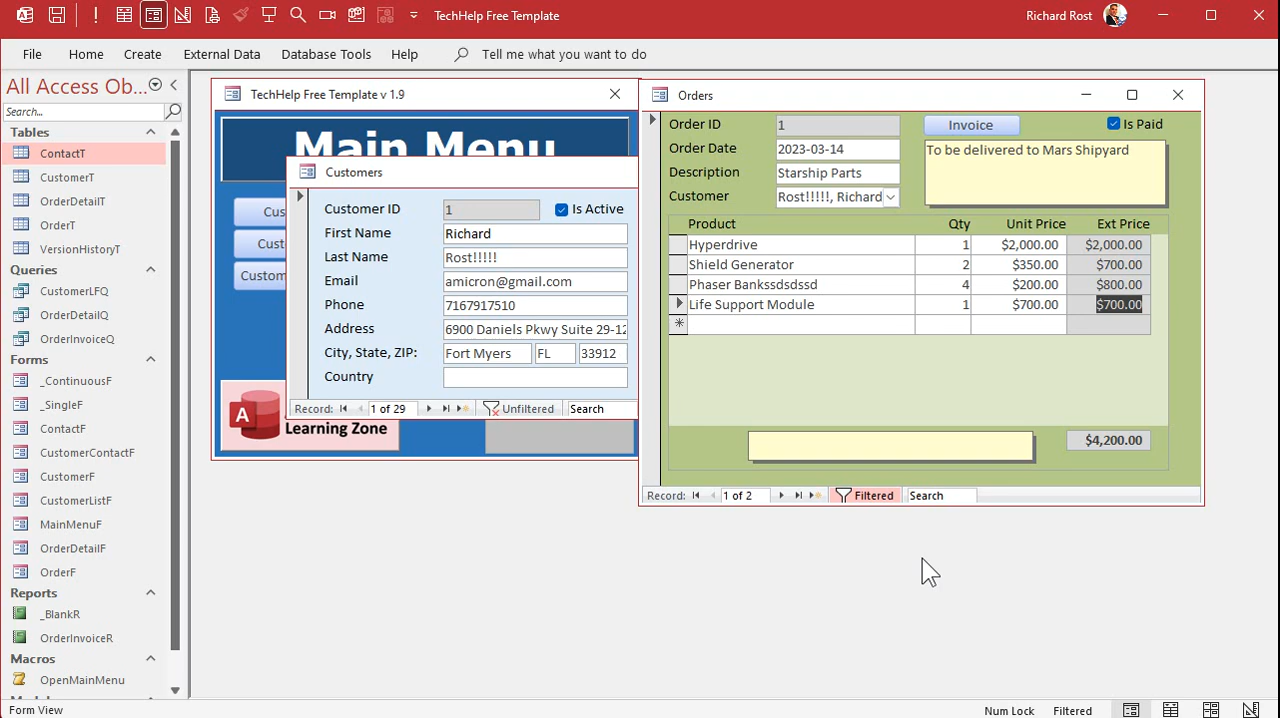 TechHelp Free Template
Richard Rost
File Home Create External Data Database Tools Help Tell me what you want to do
All Access Ob...
Search...
Tables
ContactT
CustomerT
OrderDetailT
OrderT
VersionHistoryT
Queries
CustomerLFQ
OrderDetailQ
OrderInvoiceQ
Forms
_ContinuousF
_SingleF
ContactF
CustomerContactF
CustomerF
CustomerListF
MainMenuF
OrderDetailF
OrderF
Reports
_BlankR
OrderInvoiceR
Macros
OpenMainMenu
TechHelp Free Template v 1.9
Main Menu
Cus
Cust
Custom
A
Learning Zone
Customers
Customer ID 1 Is Active
First Name Richard
Last Name Rost!!!!!
Email amicron@gmail.com
Phone 7167917510
Address 6900 Daniels Pkwy Suite 29-12
City, State, ZIP: Fort Myers FL 33912
Country
Record: 1 of 29 Unfiltered Search
Orders
Order ID 1 Invoice Is Paid
Order Date 2023-03-14 To be delivered to Mars Shipyard
Description Starship Parts
Customer Rost!!!!!, Richard
Product Qty Unit Price Ext Price
Hyperdrive 1 $2,000.00 $2,000.00
Shield Generator 2 $350.00 $700.00
Phaser Bankssdsdssd 4 $200.00 $800.00
Life Support Module 1 $700.00 $700.00
$4,200.00
Record: 1 of 2 Filtered Search
Form View
Num Lock Filtered